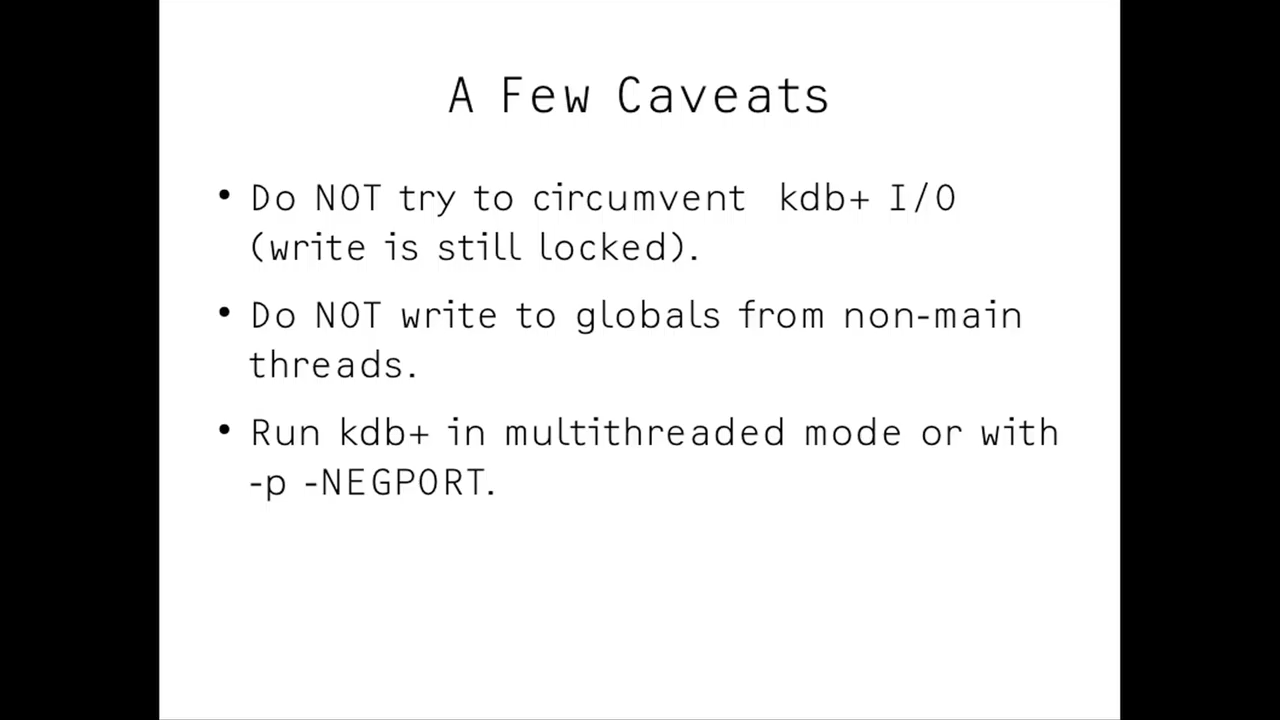 A Few Caveats
• Do NOT try to circumvent kdb+ I/O
(write is still locked).
• Do NOT write to globals from non-main
threads.
• Run kdb+ in multithreaded mode or with
-p -NEGPORT.